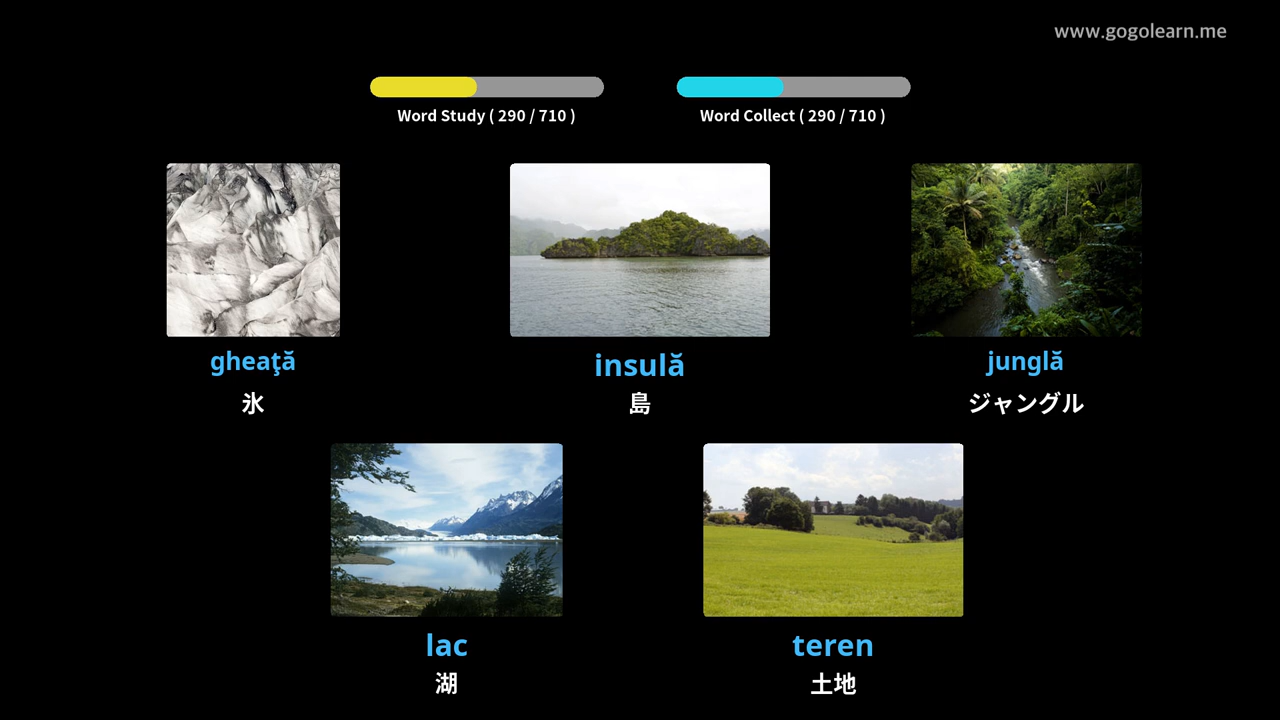 www.gogolearn.me
Word Study ( 290 / 710 )
Word Collect ( 290 / 710 )
gheaţă
氷
insulă
島
junglă
ジャングル
lac
湖
teren
土地